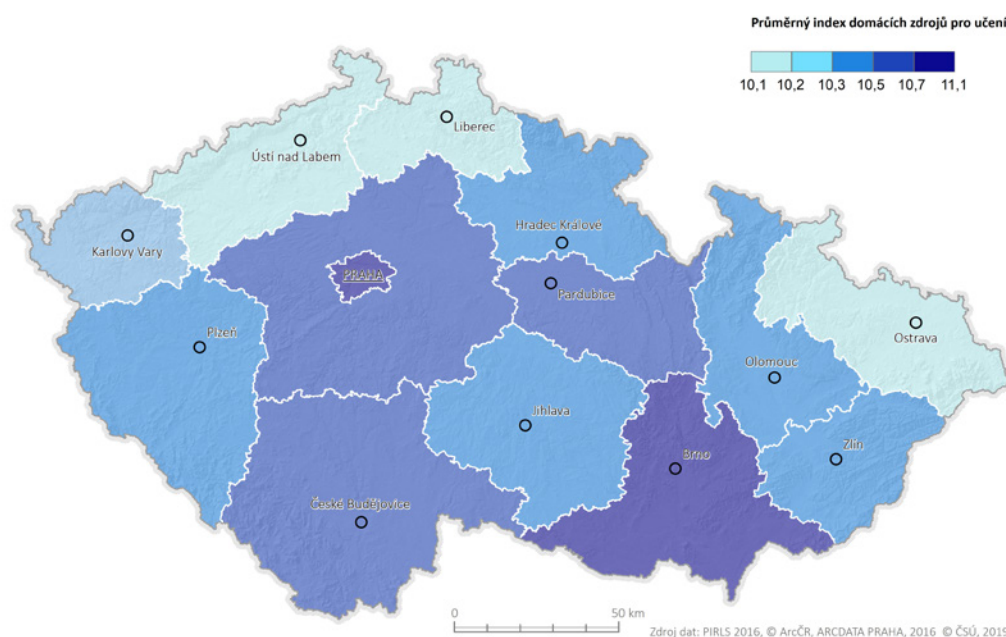 Průměrný index domácích zdrojů pro učení
10,1 10,2 10,3 10,5 10,7 11,1
Liberec
Ústí nad Labem
Karlovy Vary
Hradec Králové
PRAHA
Pardubice
Plzeň
Ostrava
Olomouc
Jihlava
Zlín
Brno
České Budějovice
0 50 km
Zdroj dat: PIRLS 2016, © ArcČR, ARCDATA PRAHA, 2016 © ČSÚ, 2015